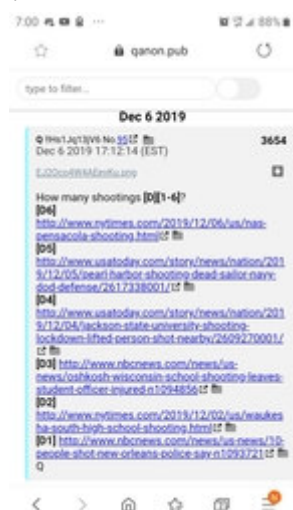 7:00
88%
qanon.pub
type to filter...
Dec 6 2019
3654
Dec 6 2019 17:12:14 (EST)
How many shootings [D][1-6]?
[D6]
http://www.nytimes.com/2019/12/06/us/nas-
pensacola-shooting.html
[D5]
http://www.usatoday.com/story/news/nation/201
9/12/05/pearl-harbor-shooting-dead-sailor-navy-
dod-defense/2617338001/
[D4]
http://www.usatoday.com/story/news/nation/201
9/12/04/jackson-state-university-shooting-
lockdown-lifted-person-shot-nearby/2609270001/
[D3] http://www.nbcnews.com/news/us-
news/oshkosh-wisconsin-school-shooting-leaves-
student-officer-injured-n1094856
[D2]
http://www.nytimes.com/2019/12/02/us/waukes
ha-south-high-school-shooting.html
[D1] http://www.nbcnews.com/news/us-news/10-
people-shot-new-orleans-police-say-n1093721
Q